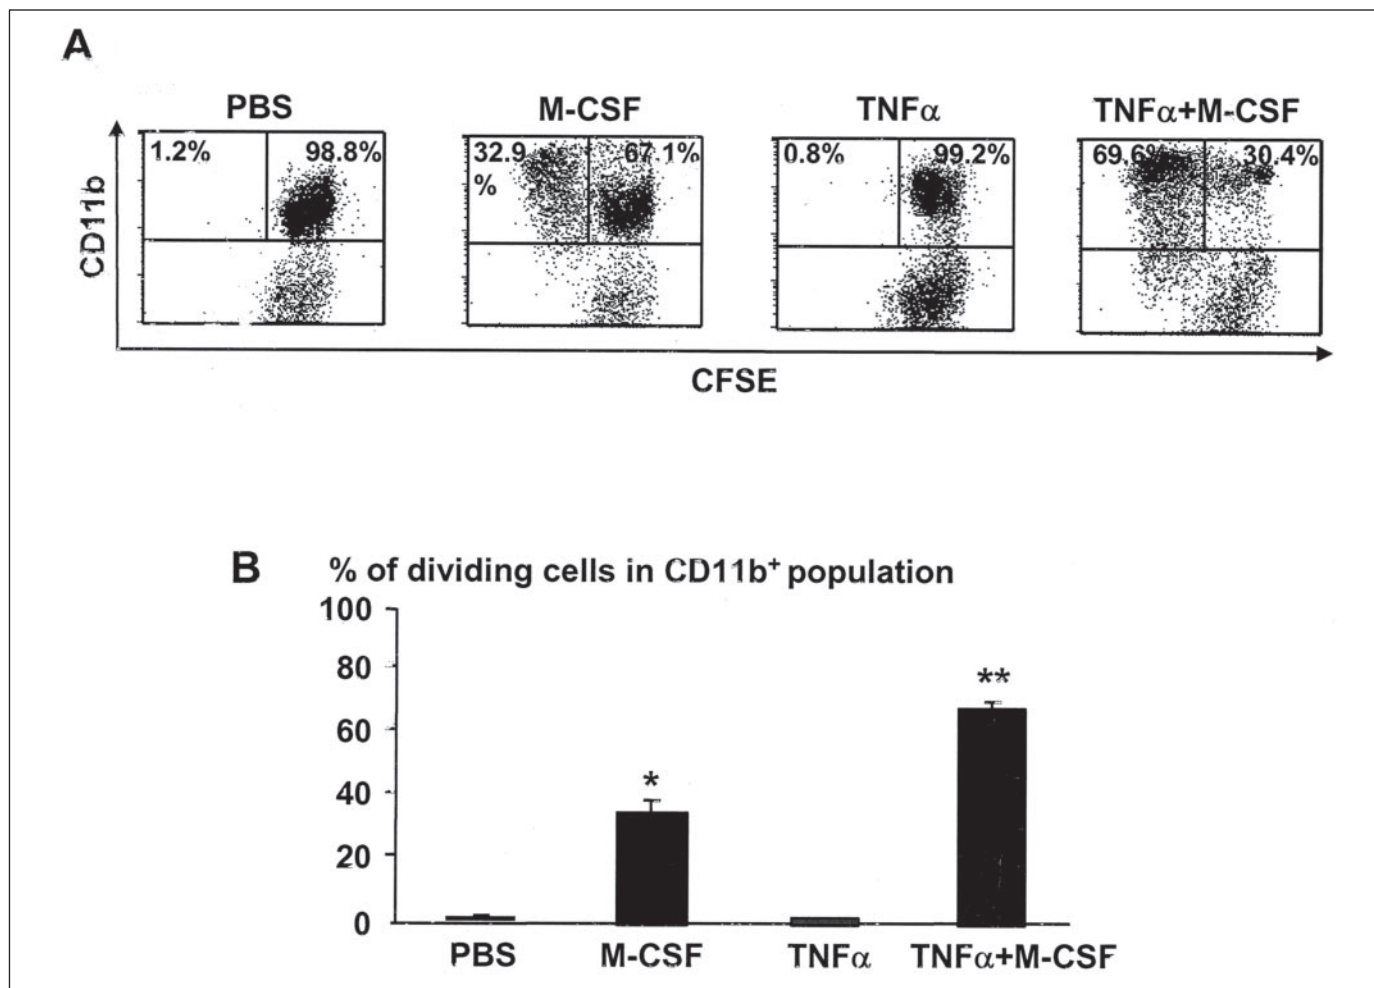 A
PBS
M-CSF
TNFα
TNFα+M-CSF
1.2%
98.8%
32.9
%
67.1%
0.8%
99.2%
69.6%
30.4%
CD11b
CFSE
B
% of dividing cells in CD11b⁺ population
100
80
60
40
20
0
*
**
PBS
M-CSF
TNFα
TNFα+M-CSF